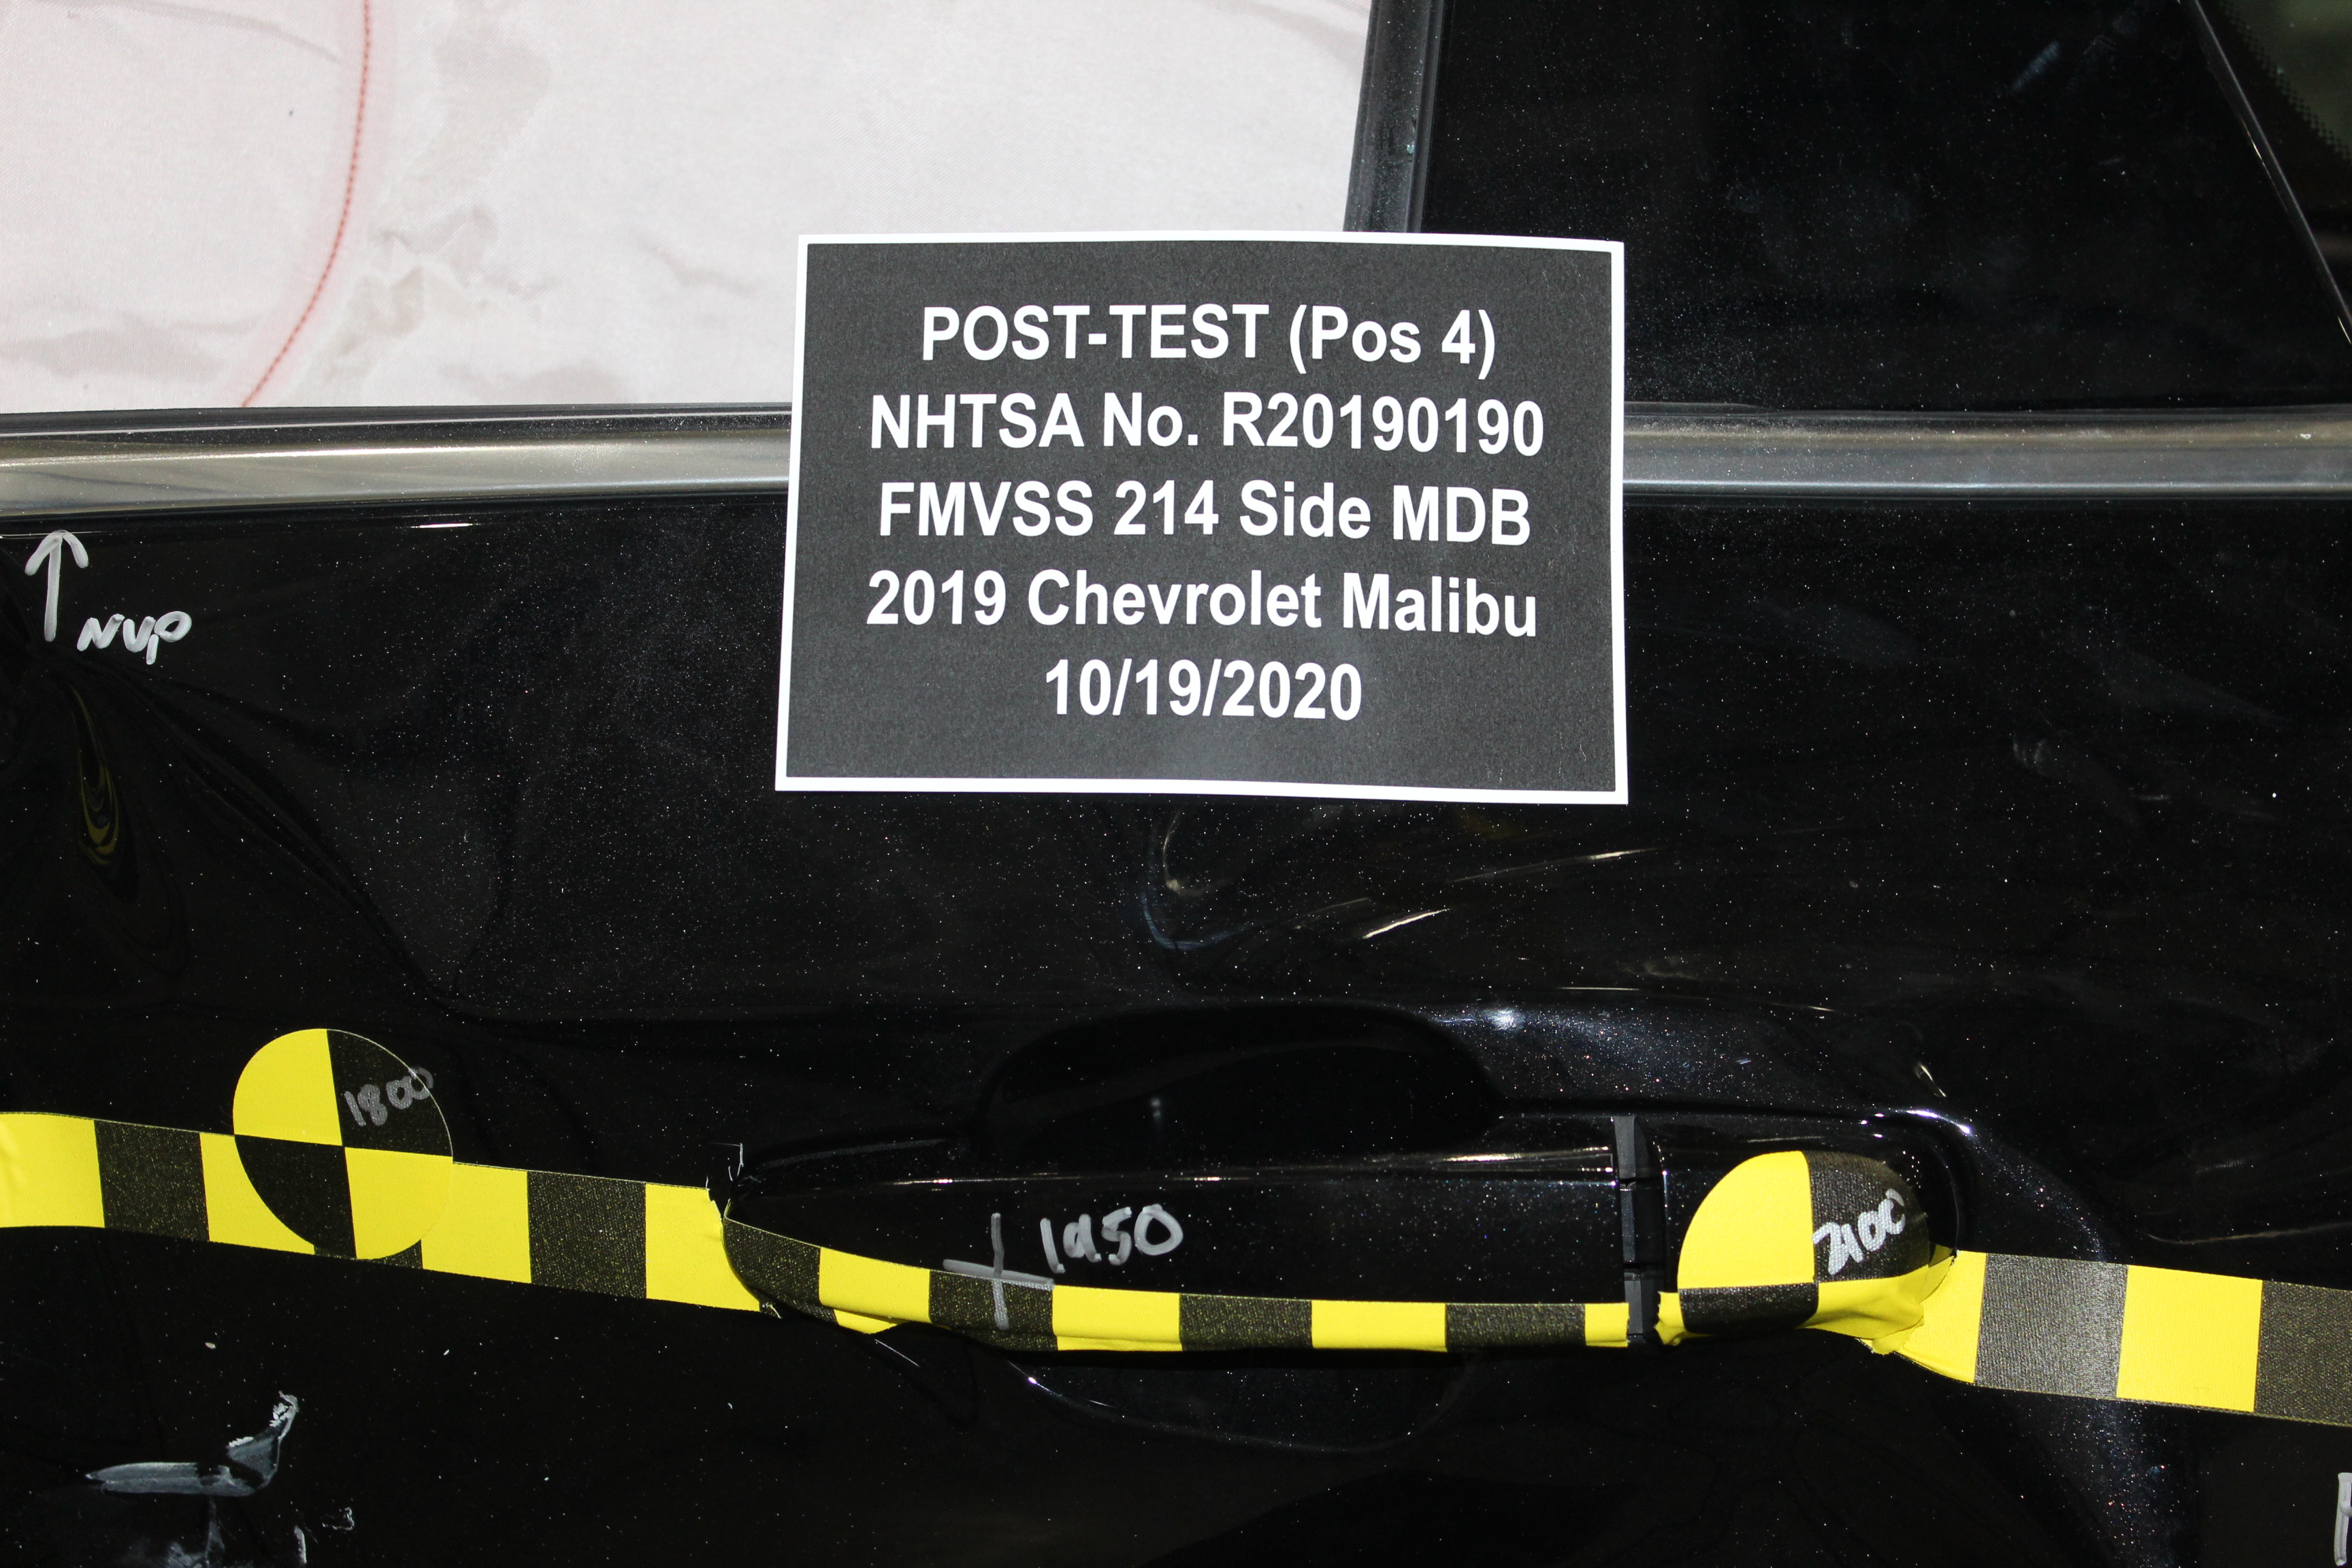 POST-TEST (Pos 4)
NHTSA No. R20190190
FMVSS 214 Side MDB
2019 Chevrolet Malibu
10/19/2020
NVP
1800
1950
2100